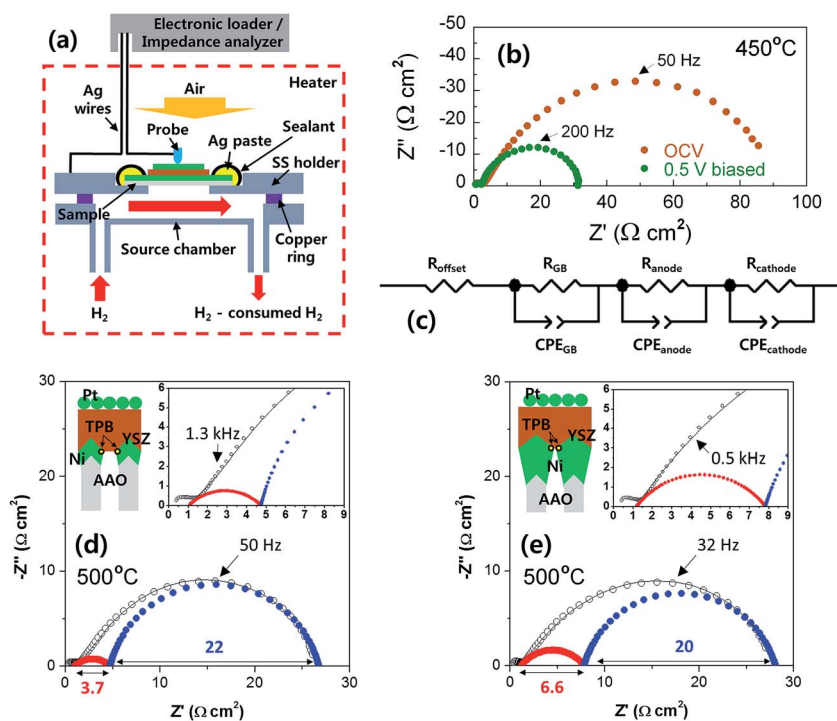 (a)
Electronic loader /
Impedance analyzer
Heater
Ag
wires
Air
Probe
Ag paste
Sealant
SS holder
Sample
Source chamber
Copper
ring
H2
H2 - consumed H2
(b)
450°C
Z" (Ω cm²)
-50
-40
-30
-20
-10
-0
50 Hz
200 Hz
OCV
0.5 V biased
0 20 40 60 80 100
Z' (Ω cm²)
(c)
Roffset
RGB
Ranode
Rcathode
CPEGB
CPEanode
CPEcathode
(d)
500°C
-Z" (Ω cm²)
30
20
10
0
Pt
TPB
YSZ
Ni
AAO
6
5
4
3
2
1
0
1.3 kHz
0 1 2 3 4 5 6 7 8 9
50 Hz
22
3.7
0 10 20 30
Z' (Ω cm²)
(e)
500°C
-Z" (Ω cm²)
30
20
10
0
Pt
TPB
YSZ
Ni
AAO
6
5
4
3
2
1
0
0.5 kHz
0 1 2 3 4 5 6 7 8 9
32 Hz
20
6.6
0 10 20 30
Z' (Ω cm²)